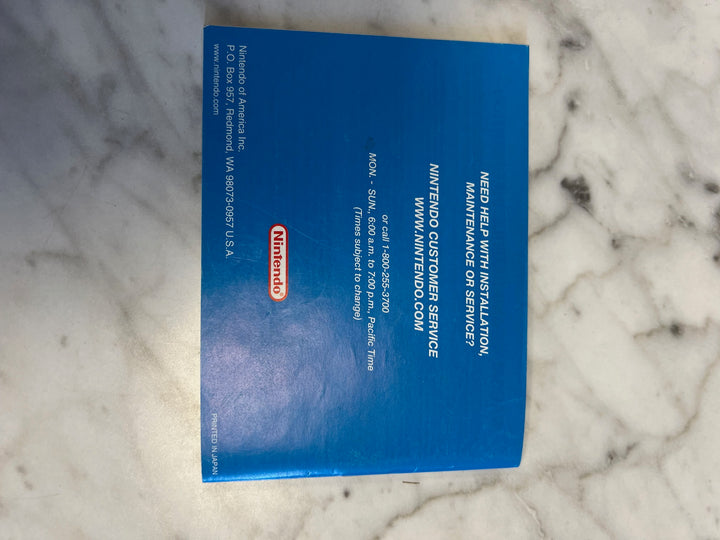 NEED HELP WITH INSTALLATION,
MAINTENANCE OR SERVICE?
NINTENDO CUSTOMER SERVICE
WWW.NINTENDO.COM
or call 1-800-255-3700
MON. - SUN., 6:00 a.m. to 7:00 p.m., Pacific Time
(Times subject to change)
Nintendo®
Nintendo of America Inc.
P.O. Box 957, Redmond, WA 98073-0957 U.S.A.
www.nintendo.com
PRINTED IN JAPAN